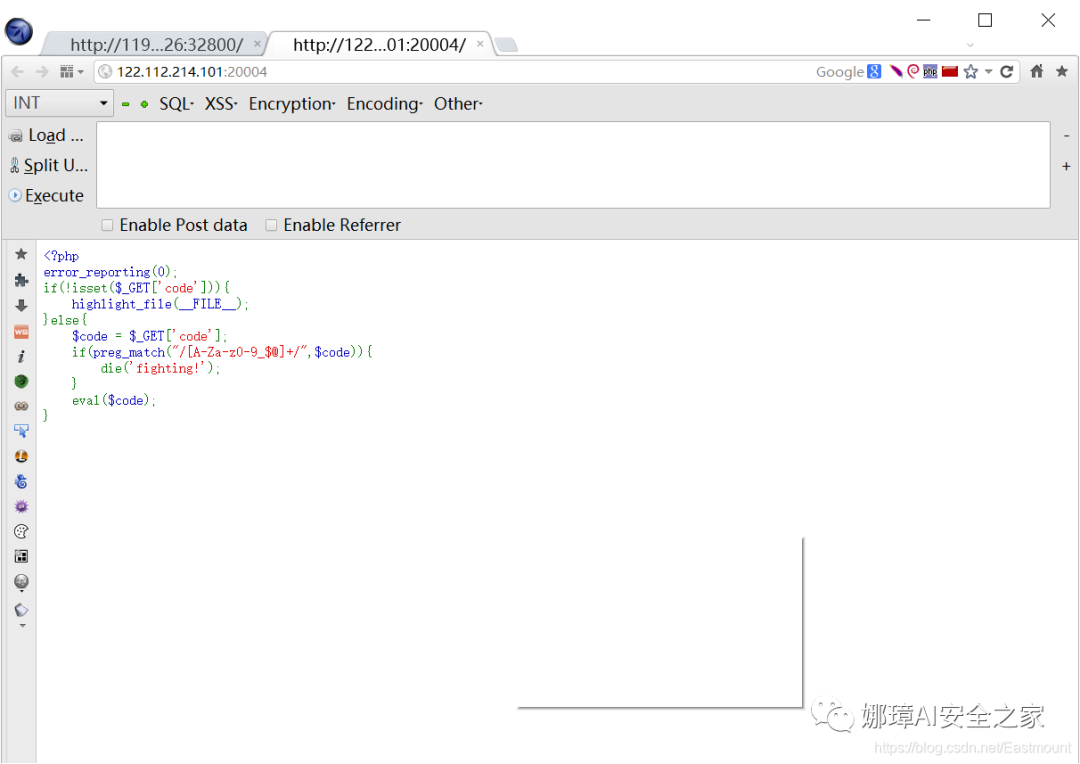 http://119...26:32800/ × http://122...01:20004/ ×
122.112.214.101:20004 Google
INT SQL XSS Encryption Encoding Other
Load ...
Split U...
Execute
- 
+
Enable Post data Enable Referrer
<?php
error_reporting(0);
if(!isset($_GET['code'])){
    highlight_file(__FILE__);
}else{
    $code = $_GET['code'];
    if(preg_match("/[A-Za-z0-9_$@]+/",$code)){
        die('fighting!');
    }
    eval($code);
}
娜璋AI安全之家
https://blog.csdn.net/Eastmount